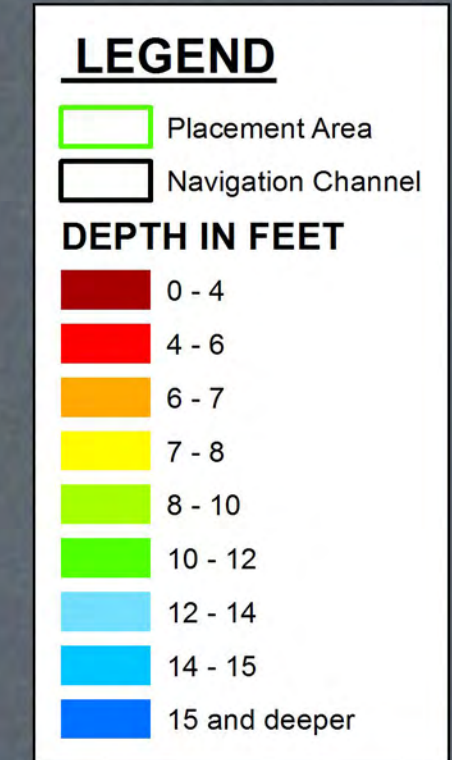 LEGEND
Placement Area
Navigation Channel
DEPTH IN FEET
0 - 4
4 - 6
6 - 7
7 - 8
8 - 10
10 - 12
12 - 14
14 - 15
15 and deeper